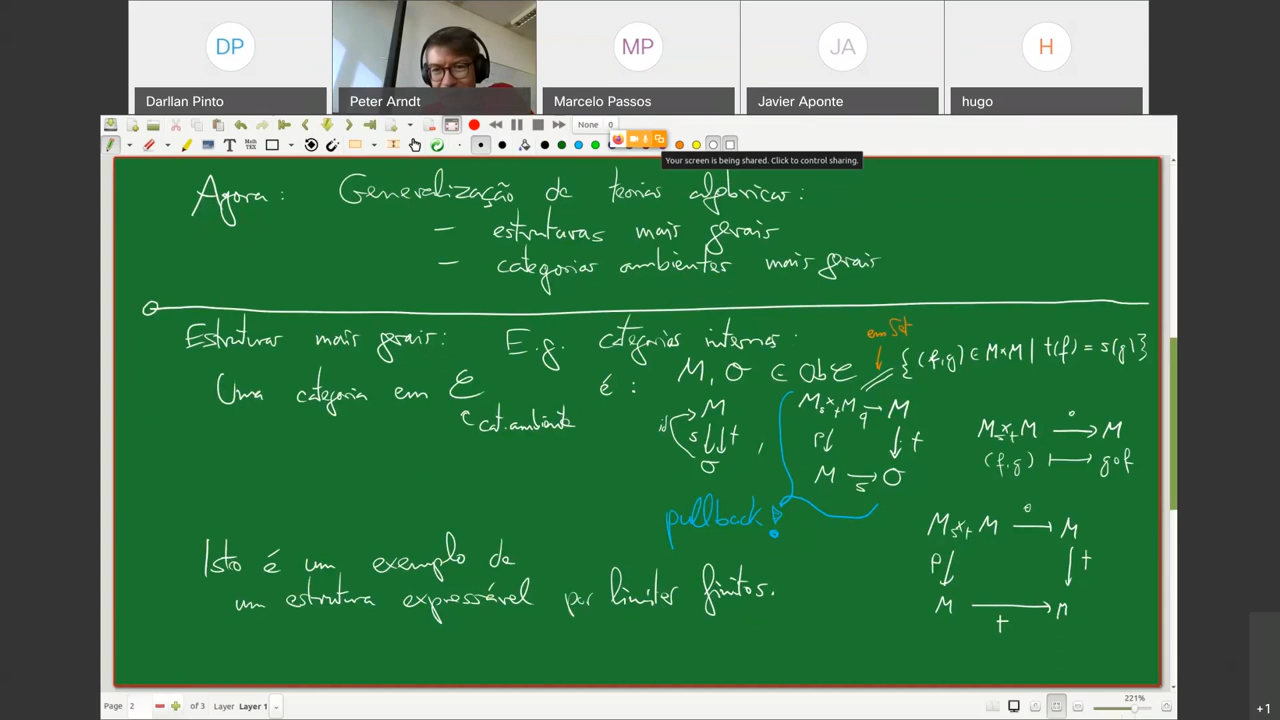 DP
MP
JA
H
Darllan Pinto
Peter Arndt
Marcelo Passos
Javier Aponte
hugo
None 0
Your screen is being shared. Click to control sharing.
Agora: Generalização de teorias algébricas:
— estruturas mais gerais
— categorias ambientes mais gerais
Estruturas mais gerais: E.g. categorias internas.
em Set
{(f,g) ∈ M×M | t(f) = s(g)}
Uma categoria em C é: M, O ∈ Ob C
cat. ambiente
M
id s t ,
O
M s×t M q → M
p t
M s → O
M s×t M ∘ → M
(f,g) ↦ g∘f
pullback!
M s×t M ∘ → M
p t
M t → M
Isto é um exemplo de
um estrutura expressável por limites finitos.
Page 2 of 3 Layer Layer 1
221%
+1